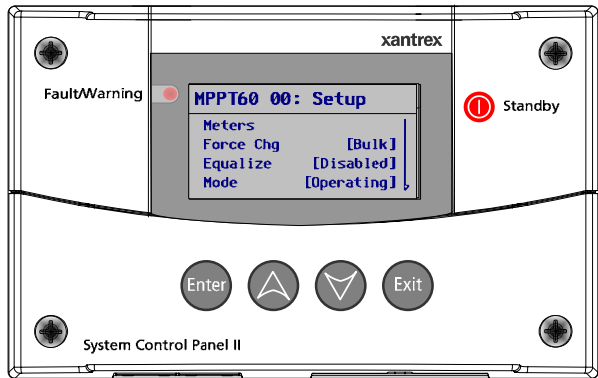 xantrex
Fault/Warning
MPPT60 00: Setup
Standby
Meters
Force Chg [Bulk]
Equalize [Disabled]
Mode [Operating]
Enter
Exit
System Control Panel II